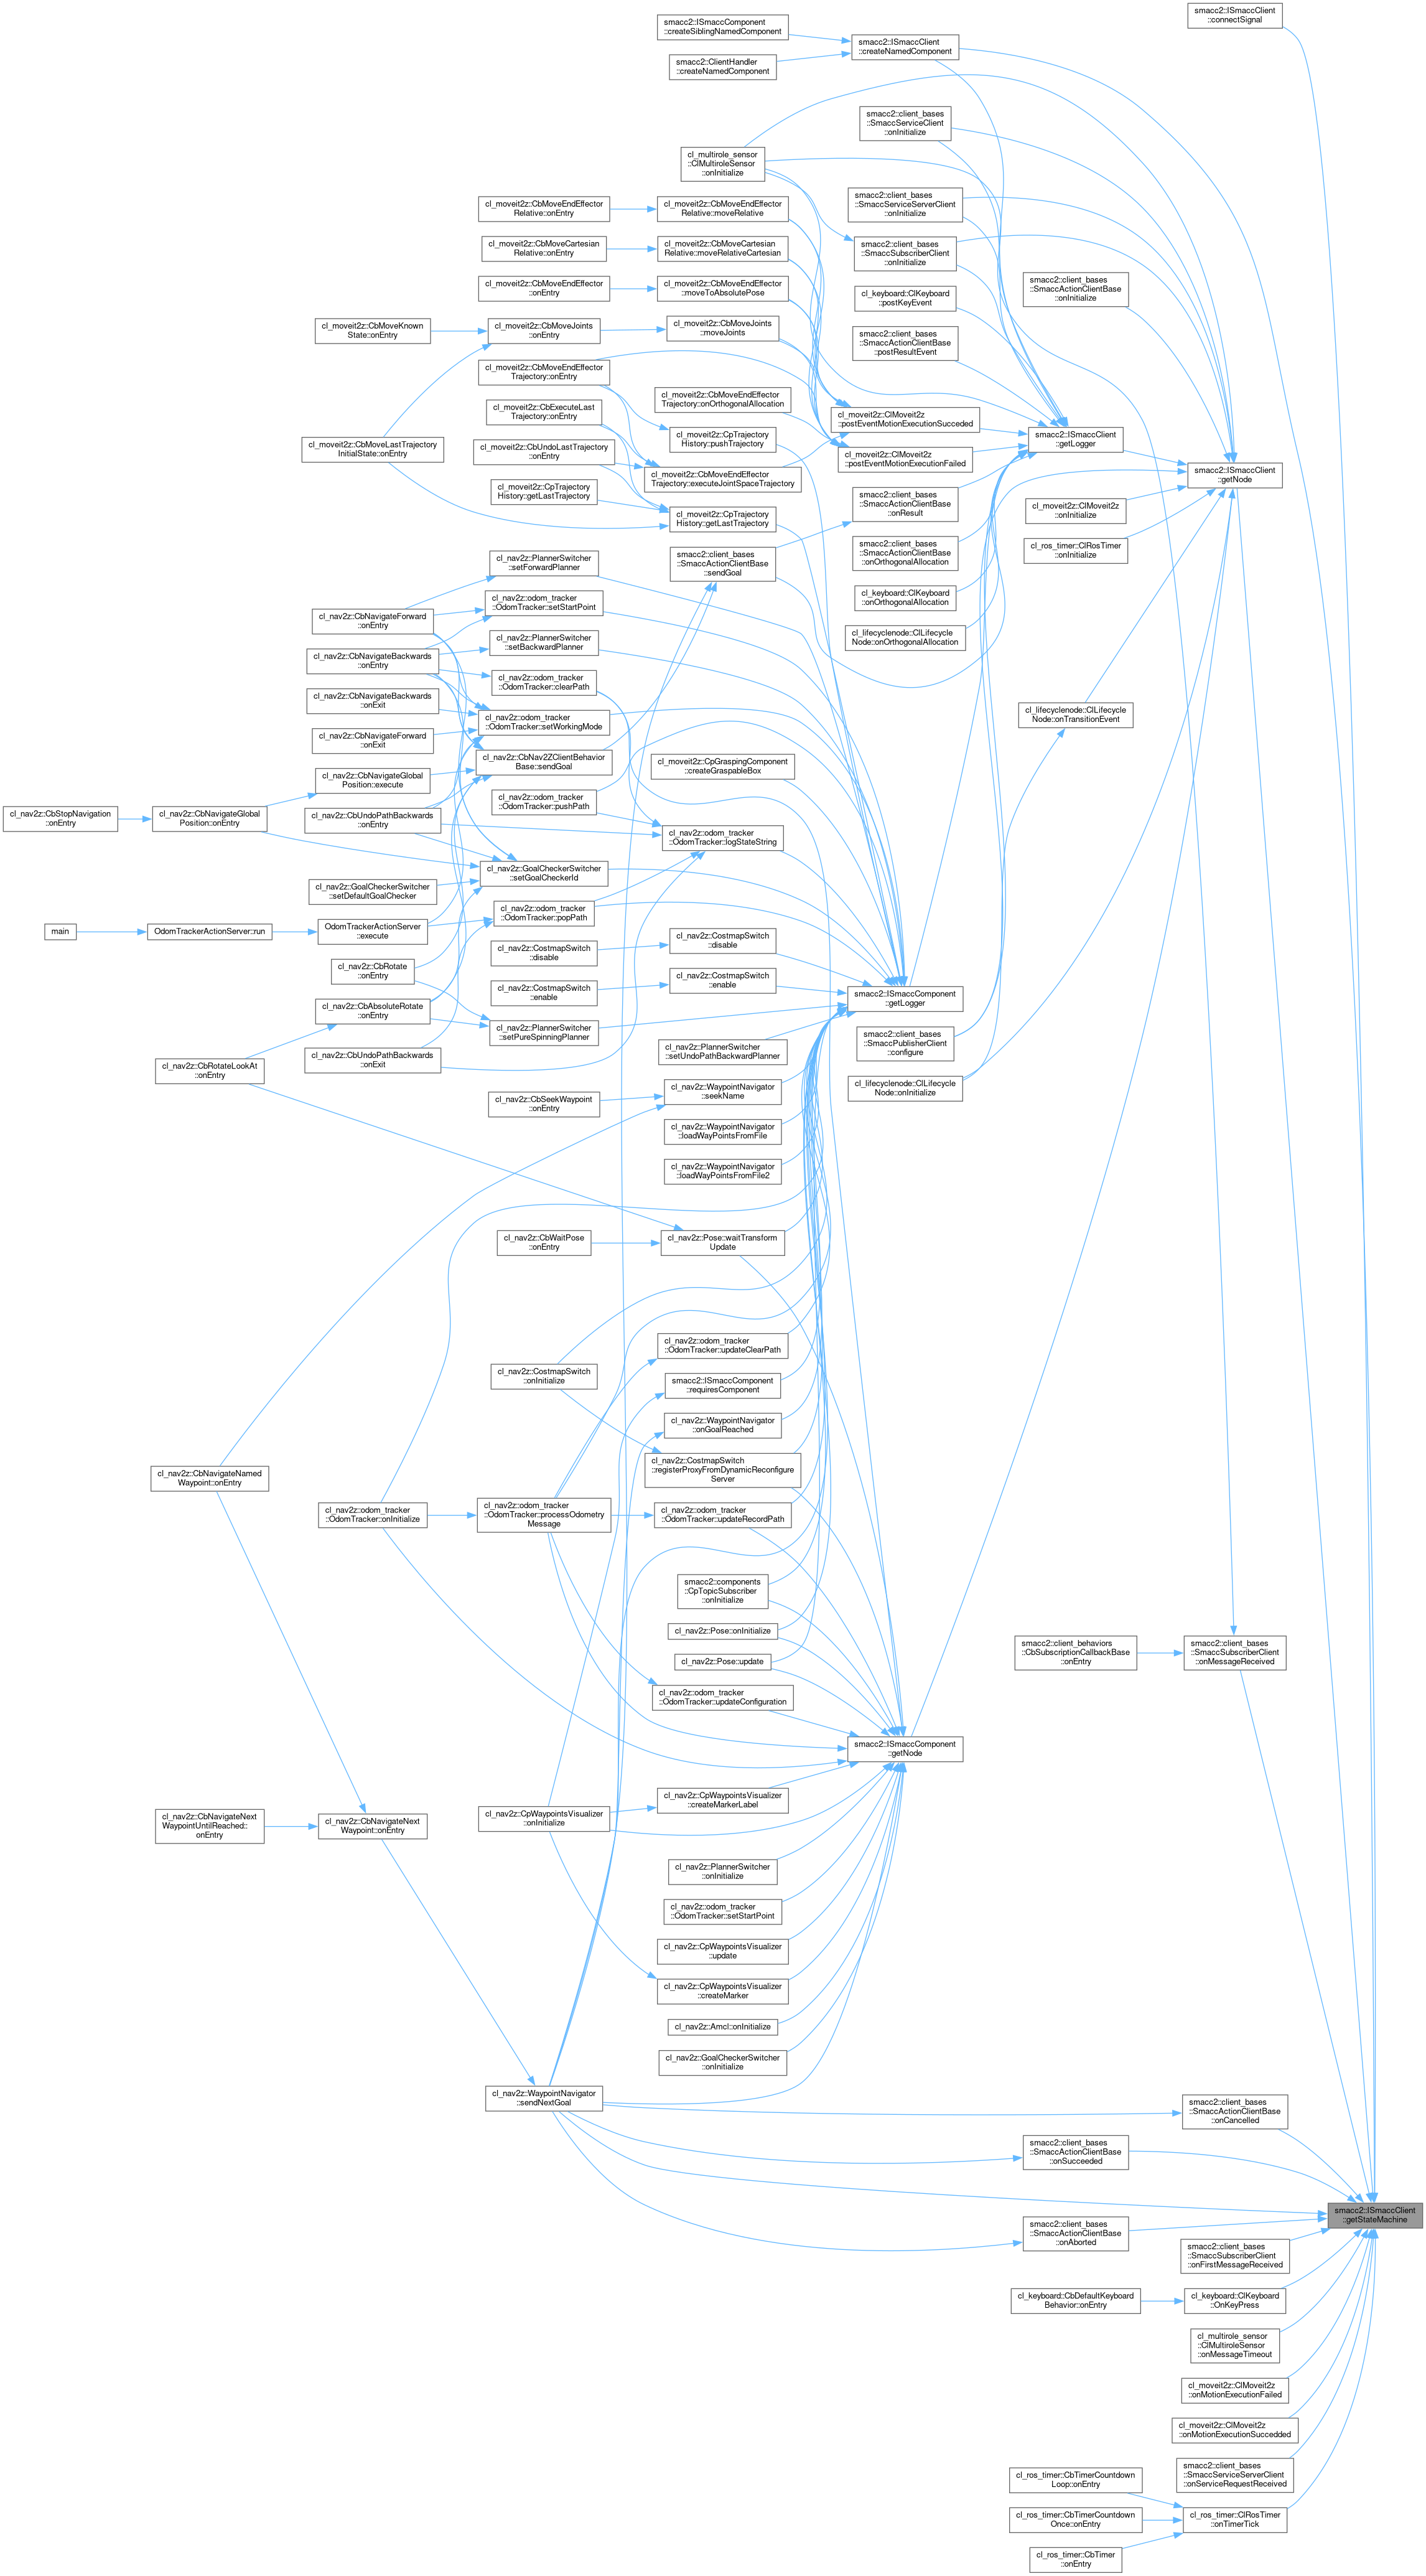 smacc2::ISmaccClient
::connectSignal
smacc2::ISmaccComponent
::createSiblingNamedComponent
smacc2::ISmaccClient
::createNamedComponent
smacc2::ClientHandler
::createNamedComponent
smacc2::client_bases
::SmaccServiceClient
::onInitialize
cl_multirole_sensor
::ClMultiroleSensor
::onInitialize
smacc2::client_bases
::SmaccServiceServerClient
::onInitialize
cl_moveit2z::CbMoveEndEffector
Relative::onEntry
cl_moveit2z::CbMoveEndEffector
Relative::moveRelative
smacc2::client_bases
::SmaccSubscriberClient
::onInitialize
cl_moveit2z::CbMoveCartesian
Relative::onEntry
cl_moveit2z::CbMoveCartesian
Relative::moveRelativeCartesian
smacc2::client_bases
::SmaccActionClientBase
::onInitialize
cl_moveit2z::CbMoveEndEffector
::onEntry
cl_moveit2z::CbMoveEndEffector
::moveToAbsolutePose
cl_keyboard::ClKeyboard
::postKeyEvent
cl_moveit2z::CbMoveKnown
State::onEntry
cl_moveit2z::CbMoveJoints
::onEntry
cl_moveit2z::CbMoveJoints
::moveJoints
smacc2::client_bases
::SmaccActionClientBase
::postResultEvent
cl_moveit2z::CbMoveEndEffector
Trajectory::onEntry
cl_moveit2z::CbMoveEndEffector
Trajectory::onOrthogonalAllocation
cl_moveit2z::CbExecuteLast
Trajectory::onEntry
cl_moveit2z::ClMoveit2z
::postEventMotionExecutionSucceded
cl_moveit2z::CbMoveLastTrajectory
InitialState::onEntry
cl_moveit2z::CpTrajectory
History::pushTrajectory
smacc2::ISmaccClient
::getLogger
cl_moveit2z::CbUndoLastTrajectory
::onEntry
cl_moveit2z::ClMoveit2z
::postEventMotionExecutionFailed
cl_moveit2z::CbMoveEndEffector
Trajectory::executeJointSpaceTrajectory
smacc2::ISmaccClient
::getNode
cl_moveit2z::CpTrajectory
History::getLastTrajectory
cl_moveit2z::CpTrajectory
History::getLastTrajectory
smacc2::client_bases
::SmaccActionClientBase
::onResult
cl_moveit2z::ClMoveit2z
::onInitialize
cl_ros_timer::ClRosTimer
::onInitialize
smacc2::client_bases
::SmaccActionClientBase
::onOrthogonalAllocation
cl_nav2z::PlannerSwitcher
::setForwardPlanner
smacc2::client_bases
::SmaccActionClientBase
::sendGoal
cl_keyboard::ClKeyboard
::onOrthogonalAllocation
cl_nav2z::odom_tracker
::OdomTracker::setStartPoint
cl_nav2z::CbNavigateForward
::onEntry
cl_lifecyclenode::ClLifecycle
Node::onOrthogonalAllocation
cl_nav2z::PlannerSwitcher
::setBackwardPlanner
cl_nav2z::CbNavigateBackwards
::onEntry
cl_nav2z::odom_tracker
::OdomTracker::clearPath
cl_nav2z::CbNavigateBackwards
::onExit
cl_nav2z::odom_tracker
::OdomTracker::setWorkingMode
cl_lifecyclenode::ClLifecycle
Node::onTransitionEvent
cl_nav2z::CbNavigateForward
::onExit
cl_nav2z::CbNav2ZClientBehavior
Base::sendGoal
cl_moveit2z::CpGraspingComponent
::createGraspableBox
cl_nav2z::CbNavigateGlobal
Position::execute
cl_nav2z::odom_tracker
::OdomTracker::pushPath
cl_nav2z::CbStopNavigation
::onEntry
cl_nav2z::CbNavigateGlobal
Position::onEntry
cl_nav2z::CbUndoPathBackwards
::onEntry
cl_nav2z::odom_tracker
::OdomTracker::logStateString
cl_nav2z::GoalCheckerSwitcher
::setGoalCheckerId
cl_nav2z::GoalCheckerSwitcher
::setDefaultGoalChecker
cl_nav2z::odom_tracker
::OdomTracker::popPath
main
OdomTrackerActionServer::run
OdomTrackerActionServer
::execute
cl_nav2z::CostmapSwitch
::disable
cl_nav2z::CostmapSwitch
::disable
cl_nav2z::CbRotate
::onEntry
cl_nav2z::CostmapSwitch
::enable
cl_nav2z::CostmapSwitch
::enable
smacc2::ISmaccComponent
::getLogger
cl_nav2z::CbAbsoluteRotate
::onEntry
cl_nav2z::PlannerSwitcher
::setPureSpinningPlanner
smacc2::client_bases
::SmaccPublisherClient
::configure
cl_nav2z::CbUndoPathBackwards
::onExit
cl_nav2z::PlannerSwitcher
::setUndoPathBackwardPlanner
cl_nav2z::CbRotateLookAt
::onEntry
cl_lifecyclenode::ClLifecycle
Node::onInitialize
cl_nav2z::CbSeekWaypoint
::onEntry
cl_nav2z::WaypointNavigator
::seekName
cl_nav2z::WaypointNavigator
::loadWayPointsFromFile
cl_nav2z::WaypointNavigator
::loadWayPointsFromFile2
cl_nav2z::CbWaitPose
::onEntry
cl_nav2z::Pose::waitTransform
Update
cl_nav2z::odom_tracker
::OdomTracker::updateClearPath
cl_nav2z::CostmapSwitch
::onInitialize
smacc2::ISmaccComponent
::requiresComponent
cl_nav2z::WaypointNavigator
::onGoalReached
cl_nav2z::CbNavigateNamed
Waypoint::onEntry
cl_nav2z::CostmapSwitch
::registerProxyFromDynamicReconfigure
Server
cl_nav2z::odom_tracker
::OdomTracker::onInitialize
cl_nav2z::odom_tracker
::OdomTracker::processOdometry
Message
cl_nav2z::odom_tracker
::OdomTracker::updateRecordPath
smacc2::components
::CpTopicSubscriber
::onInitialize
cl_nav2z::Pose::onInitialize
smacc2::client_behaviors
::CbSubscriptionCallbackBase
::onEntry
smacc2::client_bases
::SmaccSubscriberClient
::onMessageReceived
cl_nav2z::Pose::update
cl_nav2z::odom_tracker
::OdomTracker::updateConfiguration
smacc2::ISmaccComponent
::getNode
cl_nav2z::CpWaypointsVisualizer
::createMarkerLabel
cl_nav2z::CbNavigateNext
WaypointUntilReached::
onEntry
cl_nav2z::CbNavigateNext
Waypoint::onEntry
cl_nav2z::CpWaypointsVisualizer
::onInitialize
cl_nav2z::PlannerSwitcher
::onInitialize
cl_nav2z::odom_tracker
::OdomTracker::setStartPoint
cl_nav2z::CpWaypointsVisualizer
::update
cl_nav2z::CpWaypointsVisualizer
::createMarker
cl_nav2z::Amcl::onInitialize
cl_nav2z::GoalCheckerSwitcher
::onInitialize
cl_nav2z::WaypointNavigator
::sendNextGoal
smacc2::client_bases
::SmaccActionClientBase
::onCancelled
smacc2::client_bases
::SmaccActionClientBase
::onSucceeded
smacc2::ISmaccClient
::getStateMachine
smacc2::client_bases
::SmaccActionClientBase
::onAborted
smacc2::client_bases
::SmaccSubscriberClient
::onFirstMessageReceived
cl_keyboard::CbDefaultKeyboard
Behavior::onEntry
cl_keyboard::ClKeyboard
::OnKeyPress
cl_multirole_sensor
::ClMultiroleSensor
::onMessageTimeout
cl_moveit2z::ClMoveit2z
::onMotionExecutionFailed
cl_moveit2z::ClMoveit2z
::onMotionExecutionSuccedded
smacc2::client_bases
::SmaccServiceServerClient
::onServiceRequestReceived
cl_ros_timer::CbTimerCountdown
Loop::onEntry
cl_ros_timer::CbTimerCountdown
Once::onEntry
cl_ros_timer::ClRosTimer
::onTimerTick
cl_ros_timer::CbTimer
::onEntry